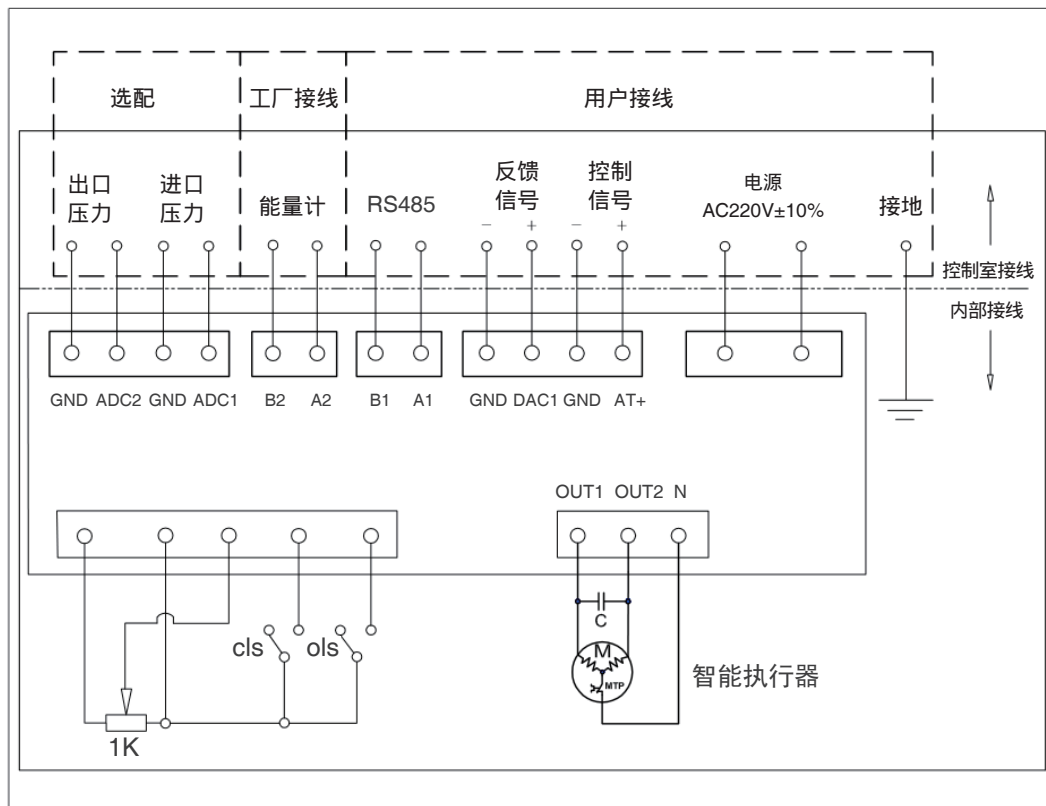 选配
工厂接线
用户接线
出口
压力
进口
压力
能量计
RS485
反馈
信号
− +
控制
信号
− +
电源
AC220V±10%
接地
控制室接线
内部接线
GND ADC2 GND ADC1
B2 A2
B1 A1
GND DAC1 GND AT+
OUT1 OUT2 N
cls
ols
1K
C
M
MTP
智能执行器